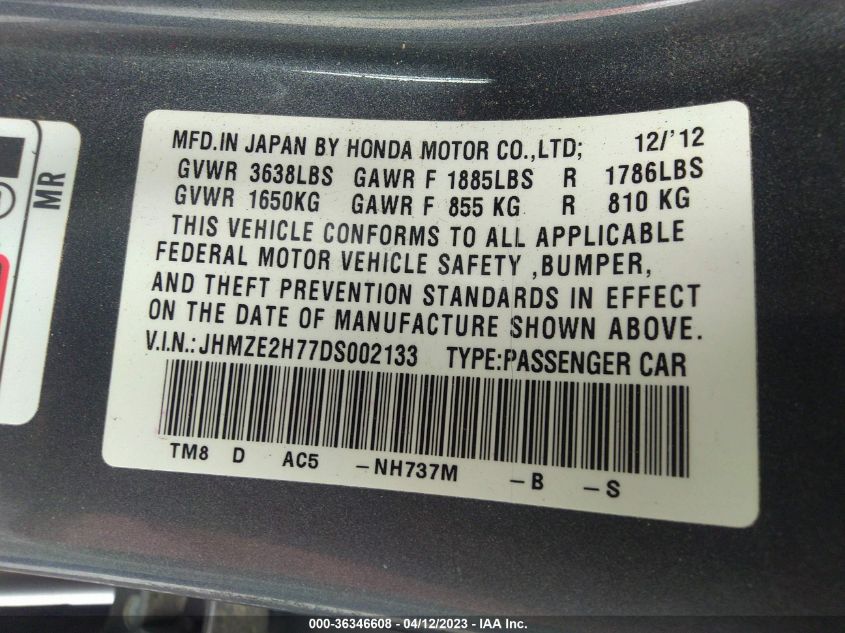 MR
MFD.IN JAPAN BY HONDA MOTOR CO.,LTD; 12/'12
GVWR 3638LBS GAWR F 1885LBS R 1786LBS
GVWR 1650KG GAWR F 855 KG R 810 KG
THIS VEHICLE CONFORMS TO ALL APPLICABLE
FEDERAL MOTOR VEHICLE SAFETY ,BUMPER,
AND THEFT PREVENTION STANDARDS IN EFFECT
ON THE DATE OF MANUFACTURE SHOWN ABOVE.
V.I.N.: JHMZE2H77DS002133 TYPE:PASSENGER CAR
TM8 D AC5 -NH737M -B -S
000-36346608 - 04/12/2023 - IAA Inc.